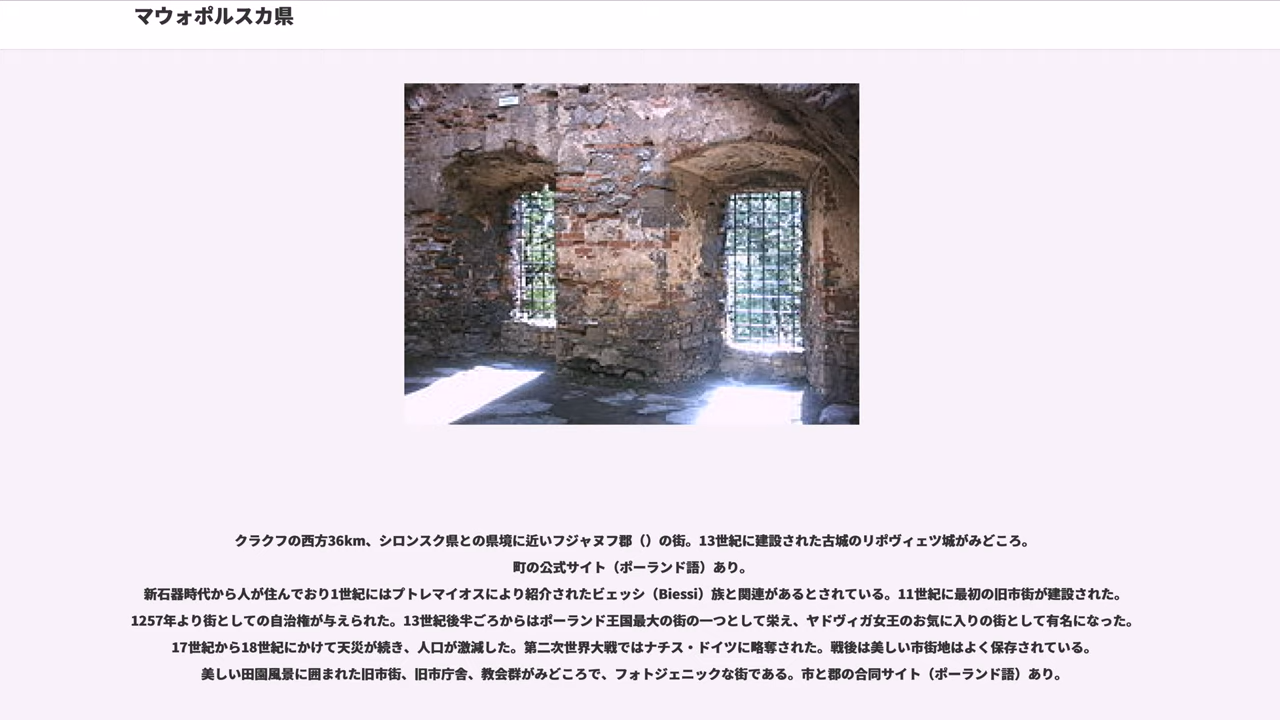 マウォポルスカ県
クラクフの西方36km、シロンスク県との県境に近いフジャヌフ郡（）の街。13世紀に建設された古城のリポヴィェツ城がみどころ。
町の公式サイト（ポーランド語）あり。
新石器時代から人が住んでおり1世紀にはプトレマイオスにより紹介されたビェッシ（Biessi）族と関連があるとされている。11世紀に最初の旧市街が建設された。
1257年より街としての自治権が与えられた。13世紀後半ごろからはポーランド王国最大の街の一つとして栄え、ヤドヴィガ女王のお気に入りの街として有名になった。
17世紀から18世紀にかけて天災が続き、人口が激減した。第二次世界大戦ではナチス・ドイツに略奪された。戦後は美しい市街地はよく保存されている。
美しい田園風景に囲まれた旧市街、旧市庁舎、教会群がみどころで、フォトジェニックな街である。市と郡の合同サイト（ポーランド語）あり。